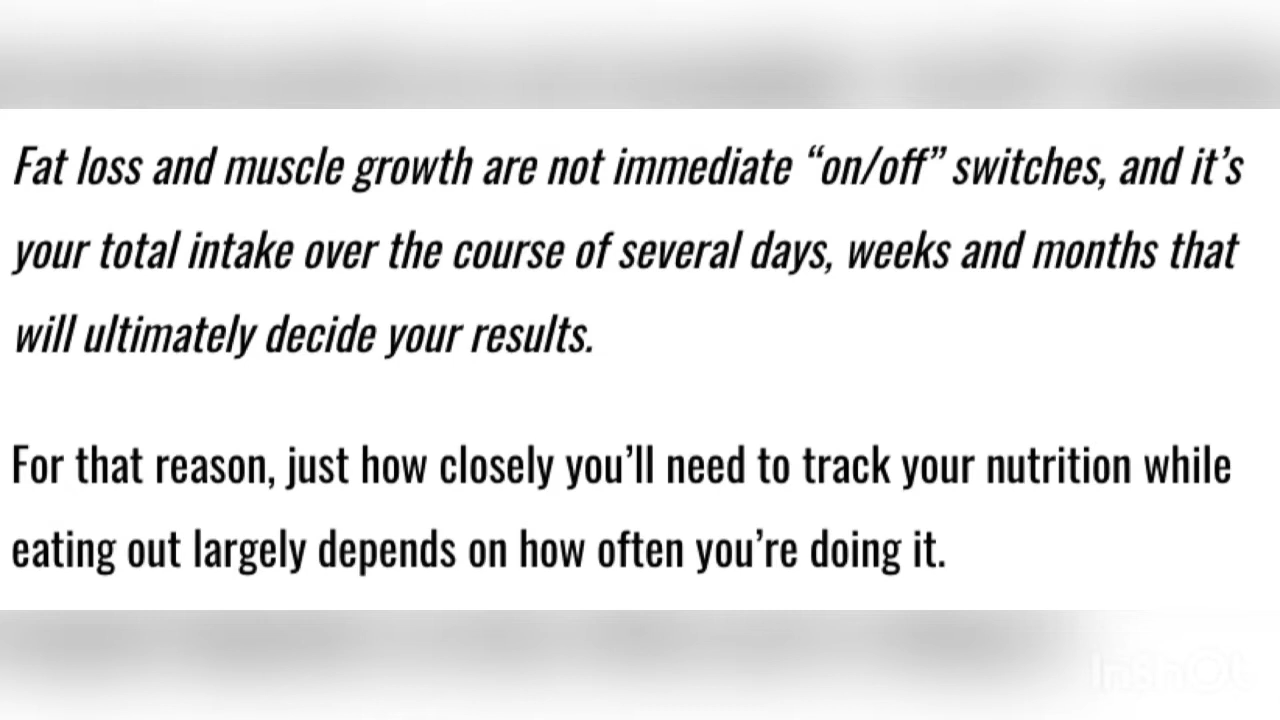 Fat loss and muscle growth are not immediate “on/off” switches, and it’s
your total intake over the course of several days, weeks and months that
will ultimately decide your results.
For that reason, just how closely you’ll need to track your nutrition while
eating out largely depends on how often you’re doing it.
InShOt